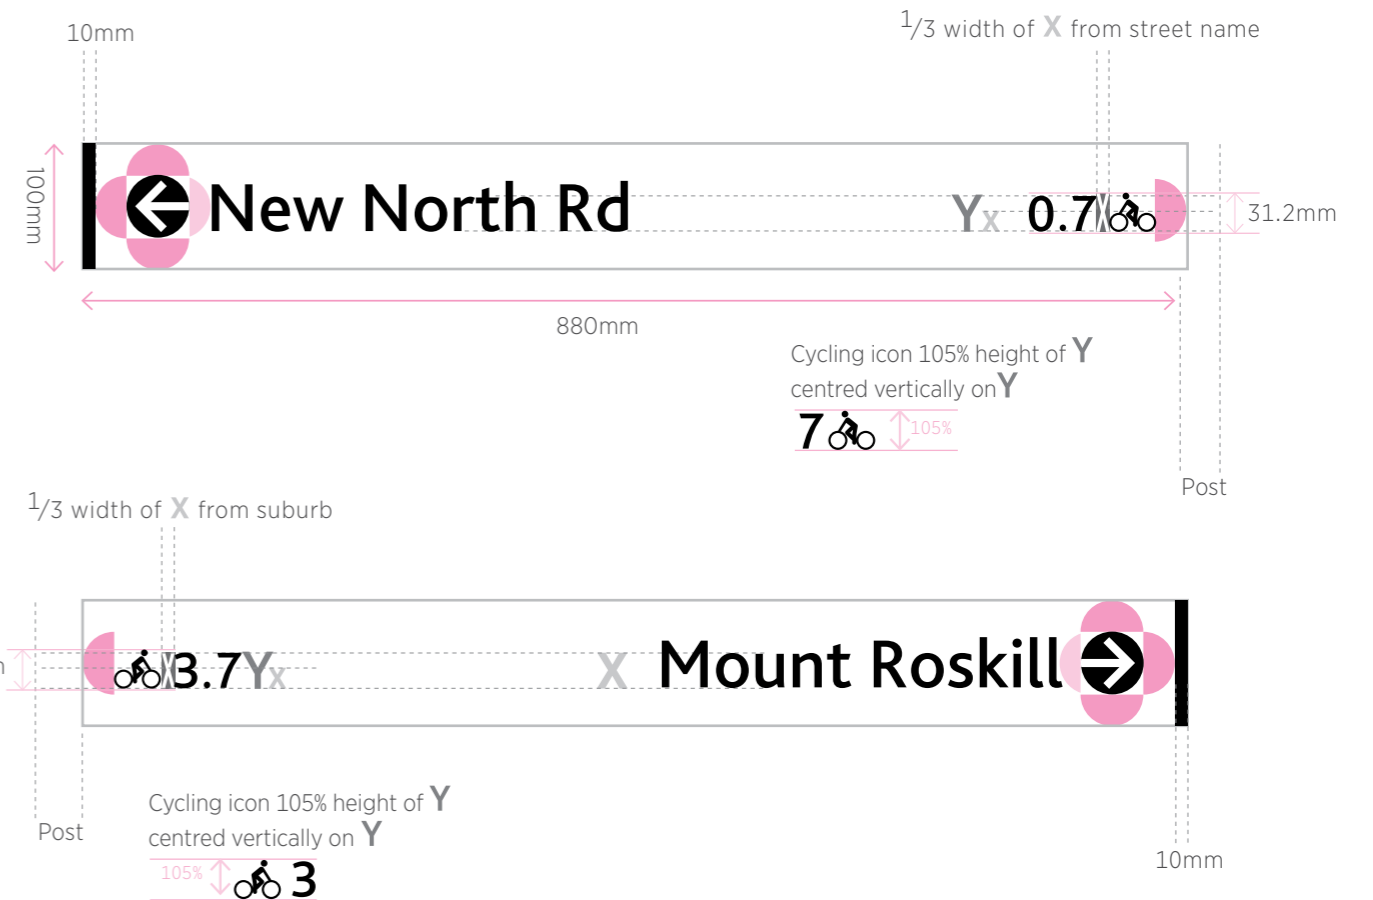 10mm
1/3 width of X from street name
100mm
New North Rd
Yx 0.7 X
31.2mm
880mm
Cycling icon 105% height of Y
centred vertically on Y
7 105%
Post
1/3 width of X from suburb
X 3.7 Yx
X
Mount Roskill
Post
Cycling icon 105% height of Y
centred vertically on Y
105% 3
10mm